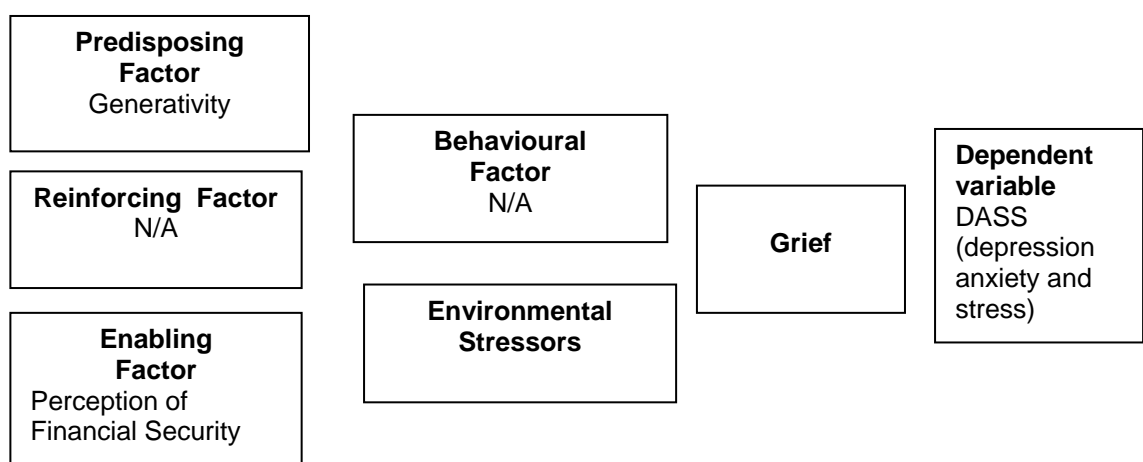 Predisposing
Factor
Generativity
Reinforcing Factor
N/A
Enabling
Factor
Perception of
Financial Security
Behavioural
Factor
N/A
Environmental
Stressors
Grief
Dependent
variable
DASS
(depression
anxiety and
stress)